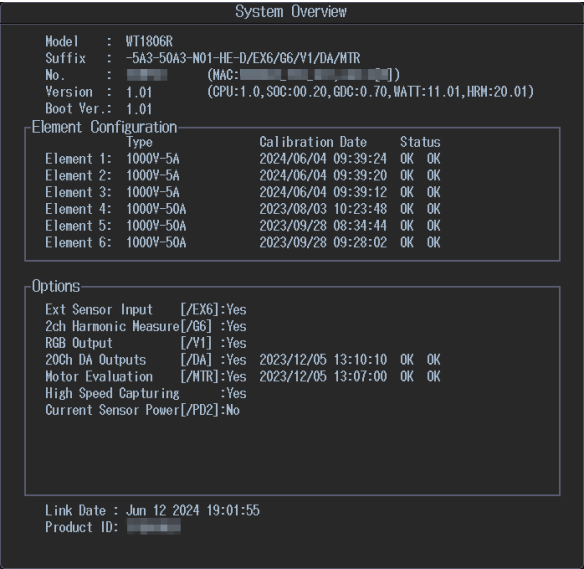 System Overview
Model : WT1806R
Suffix : -5A3-50A3-N01-HE-D/EX6/G6/V1/DA/MTR
No. : (MAC: )
Version : 1.01 (CPU:1.0,SOC:00.20,GDC:0.70,WATT:11.01,HRM:20.01)
Boot Ver.: 1.01
Element Configuration
Type Calibration Date Status
Element 1: 1000V-5A 2024/06/04 09:39:24 OK OK
Element 2: 1000V-5A 2024/06/04 09:39:20 OK OK
Element 3: 1000V-5A 2024/06/04 09:39:12 OK OK
Element 4: 1000V-50A 2023/08/03 10:23:48 OK OK
Element 5: 1000V-50A 2023/09/28 08:34:44 OK OK
Element 6: 1000V-50A 2023/09/28 09:28:02 OK OK
Options
Ext Sensor Input [/EX6]:Yes
2ch Harmonic Measure[/G6] :Yes
RGB Output [/V1] :Yes
20Ch DA Outputs [/DA] :Yes 2023/12/05 13:10:10 OK OK
Motor Evaluation [/MTR]:Yes 2023/12/05 13:07:00 OK OK
High Speed Capturing :Yes
Current Sensor Power[/PD2]:No
Link Date : Jun 12 2024 19:01:55
Product ID: